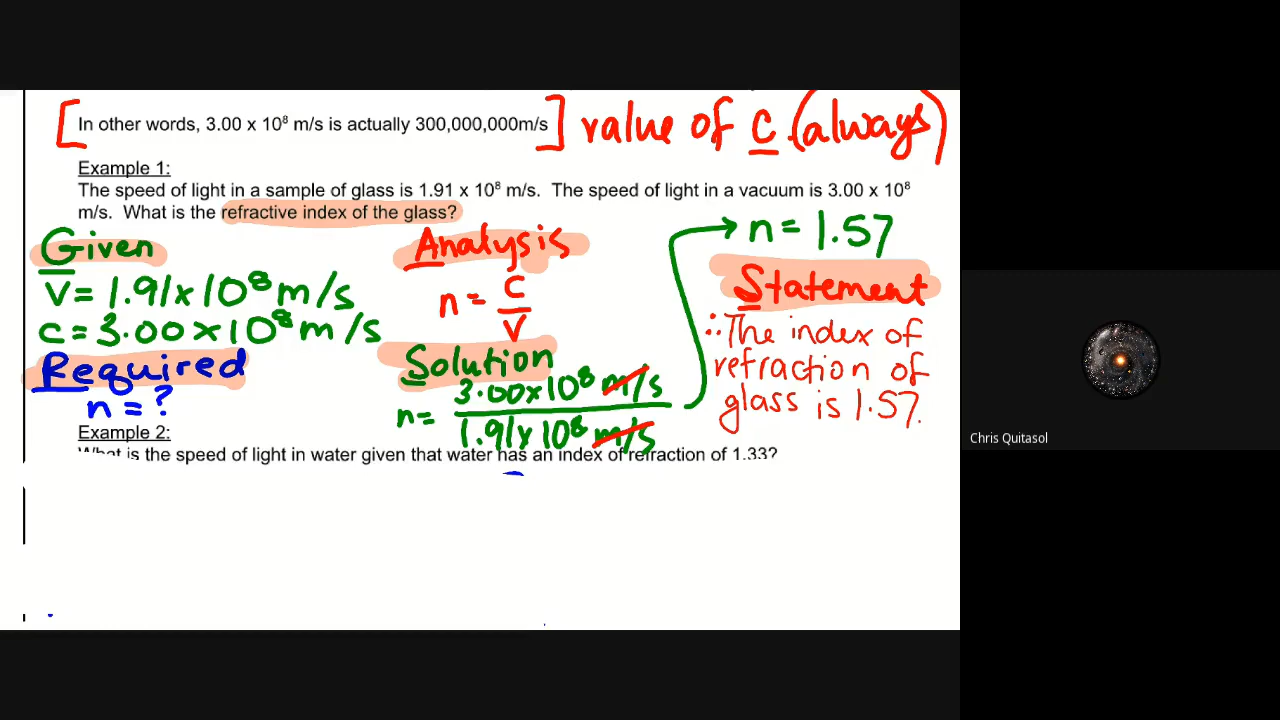 [In other words, 3.00 x 10⁸ m/s is actually 300,000,000m/s] value of c (always)
Example 1:
The speed of light in a sample of glass is 1.91 x 10⁸ m/s. The speed of light in a vacuum is 3.00 x 10⁸
m/s. What is the refractive index of the glass?
Given
v = 1.91 x 10⁸ m/s
c = 3.00 x 10⁸ m/s
Required
n = ?
Analysis
n = c/v
Solution
n = 3.00x10⁸ m/s
1.91x10⁸ m/s
→ n = 1.57
Statement
∴ The index of
refraction of
glass is 1.57.
Example 2:
What is the speed of light in water given that water has an index of refraction of 1.33?
Chris Quitasol